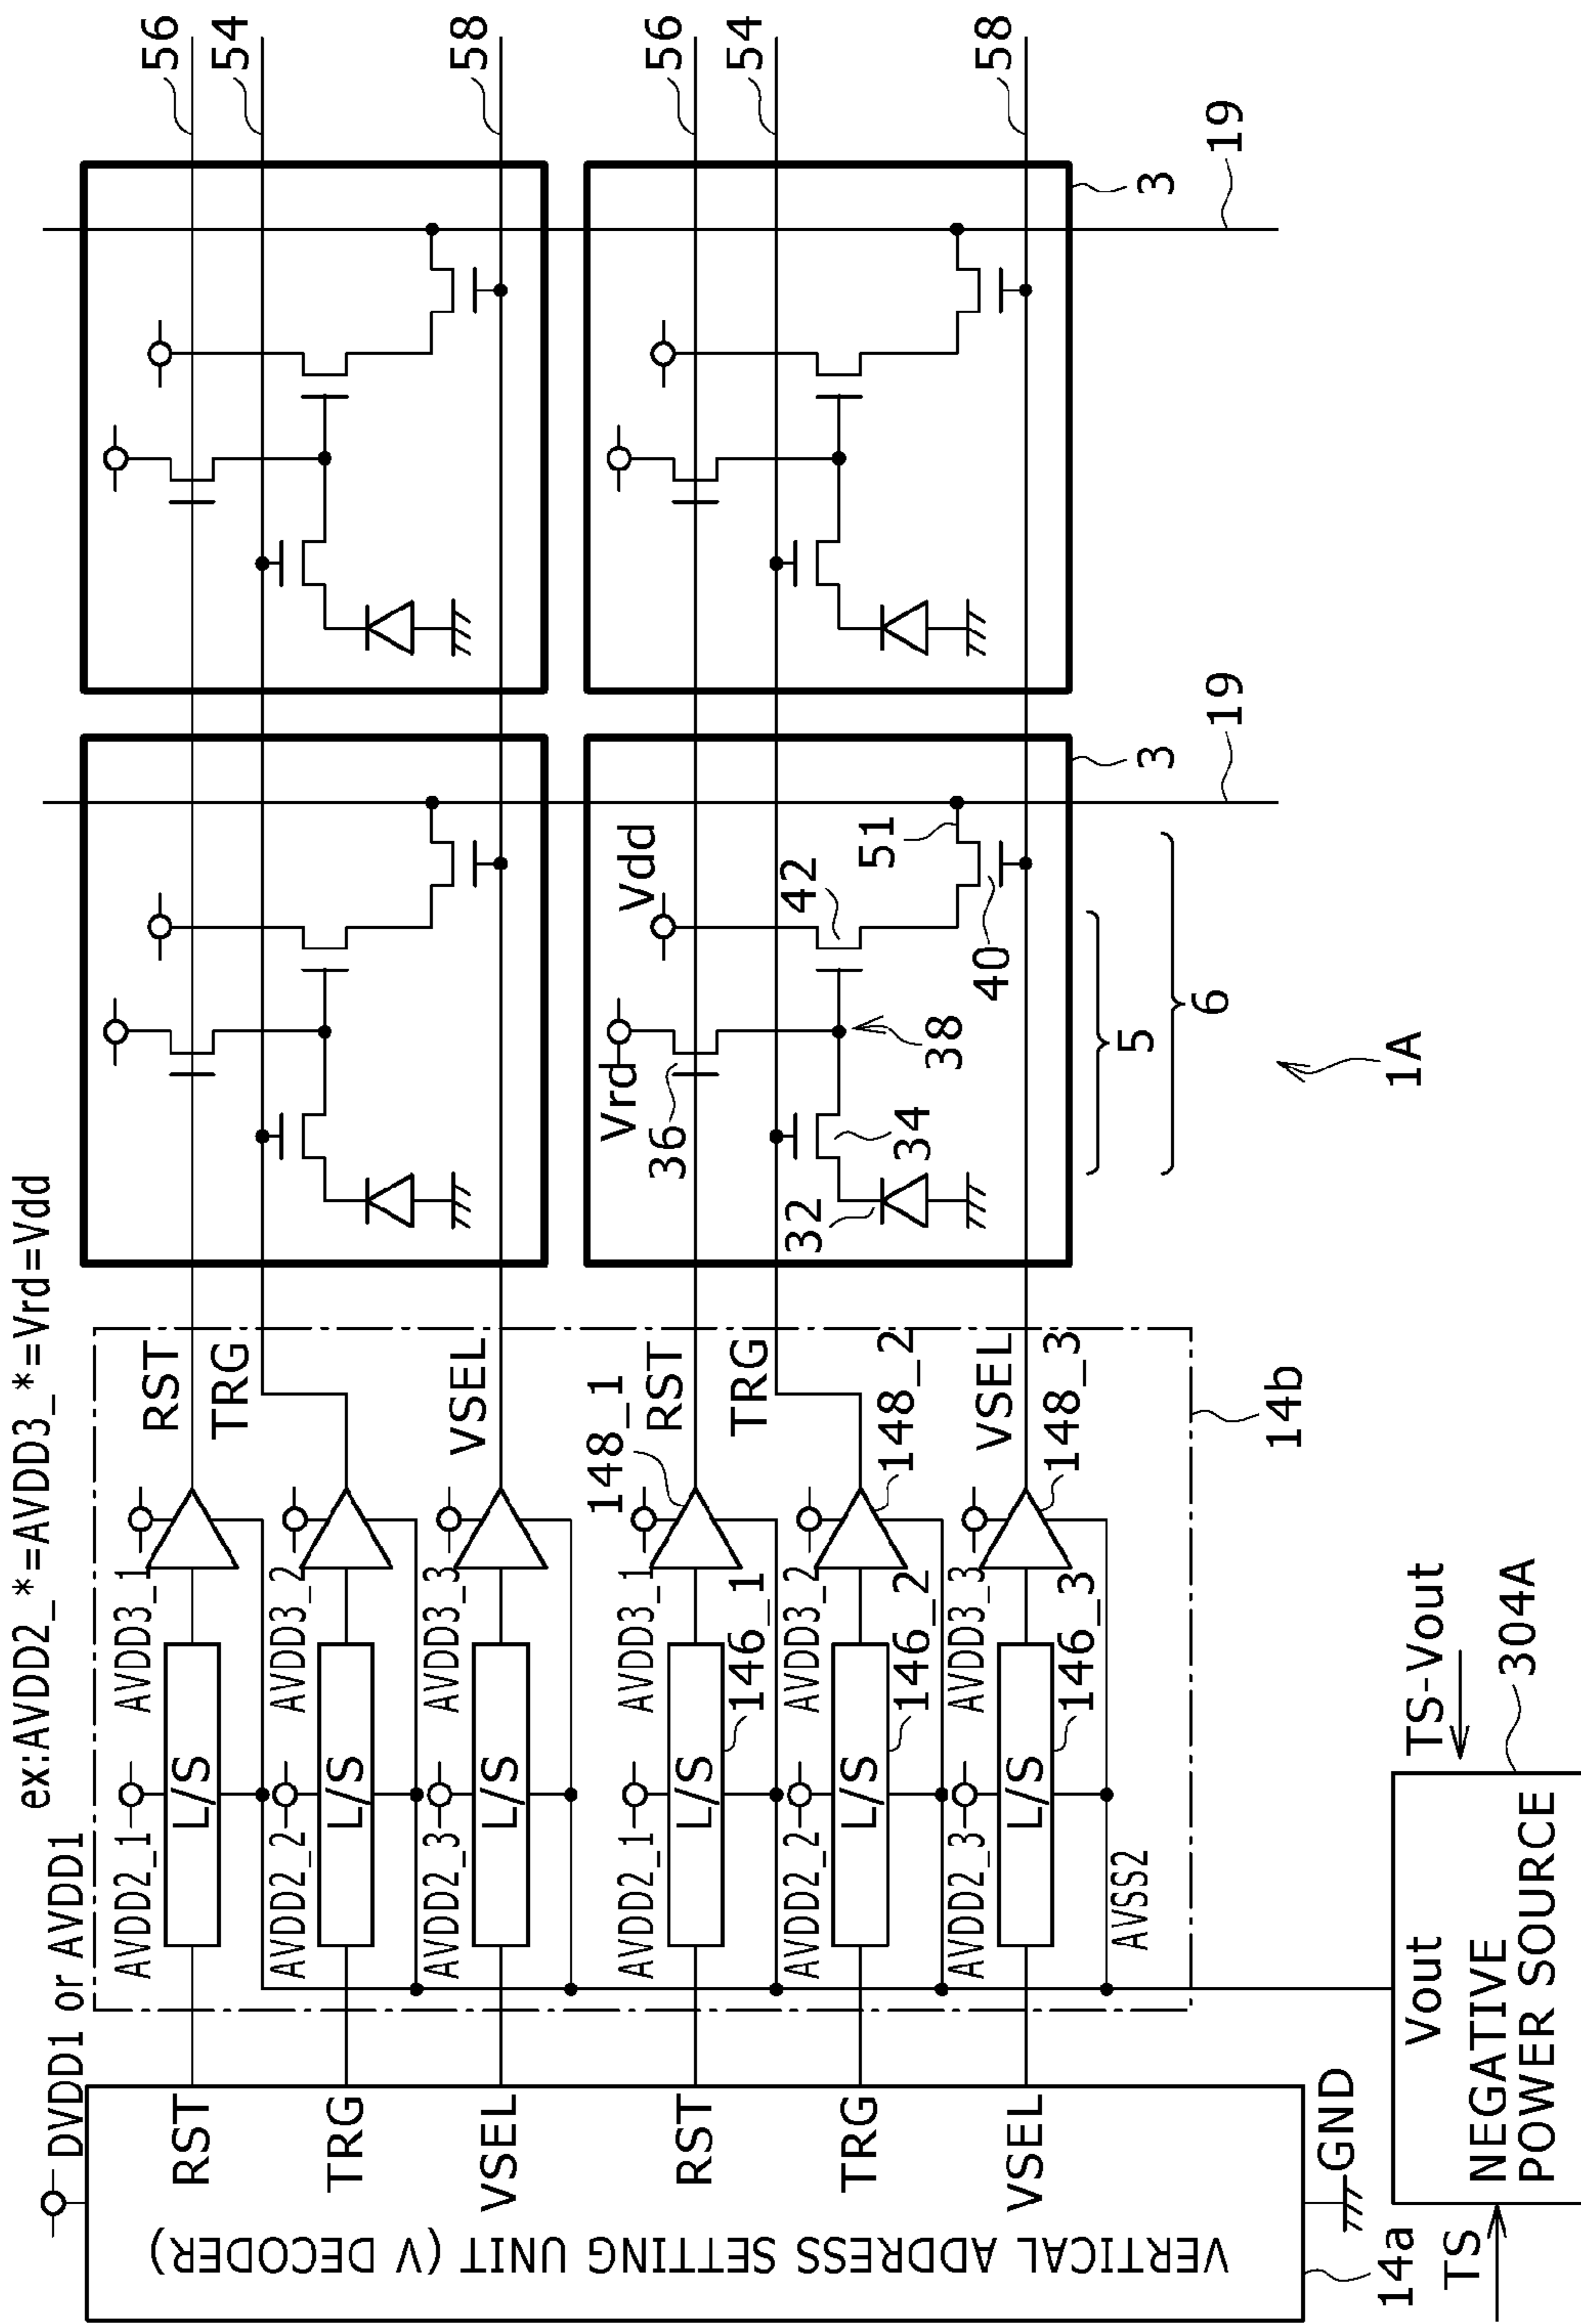 ex:AVDD2_*=AVDD3_*=Vrd=Vdd
DVDD1 or AVDD1
VERTICAL ADDRESS SETTING UNIT (V DECODER)
RST
TRG
VSEL
RST
TRG
VSEL
GND
14a
AVDD2_1
L/S
AVDD3_1
RST
56
AVDD2_2
L/S
AVDD3_2
TRG
54
AVDD2_3
L/S
AVDD3_3
VSEL
58
AVDD2_1
L/S
146_1
AVDD3_1
148_1
RST
56
AVDD2_2
L/S
146_2
AVDD3_2
148_2
TRG
54
AVDD2_3
L/S
146_3
AVDD3_3
148_3
VSEL
58
AVSS2
14b
Vrd
Vdd
36
42
51
38
34
32
40
5
6
3
19
3
19
1A
Vout
NEGATIVE
POWER SOURCE
TS
TS-Vout
304A